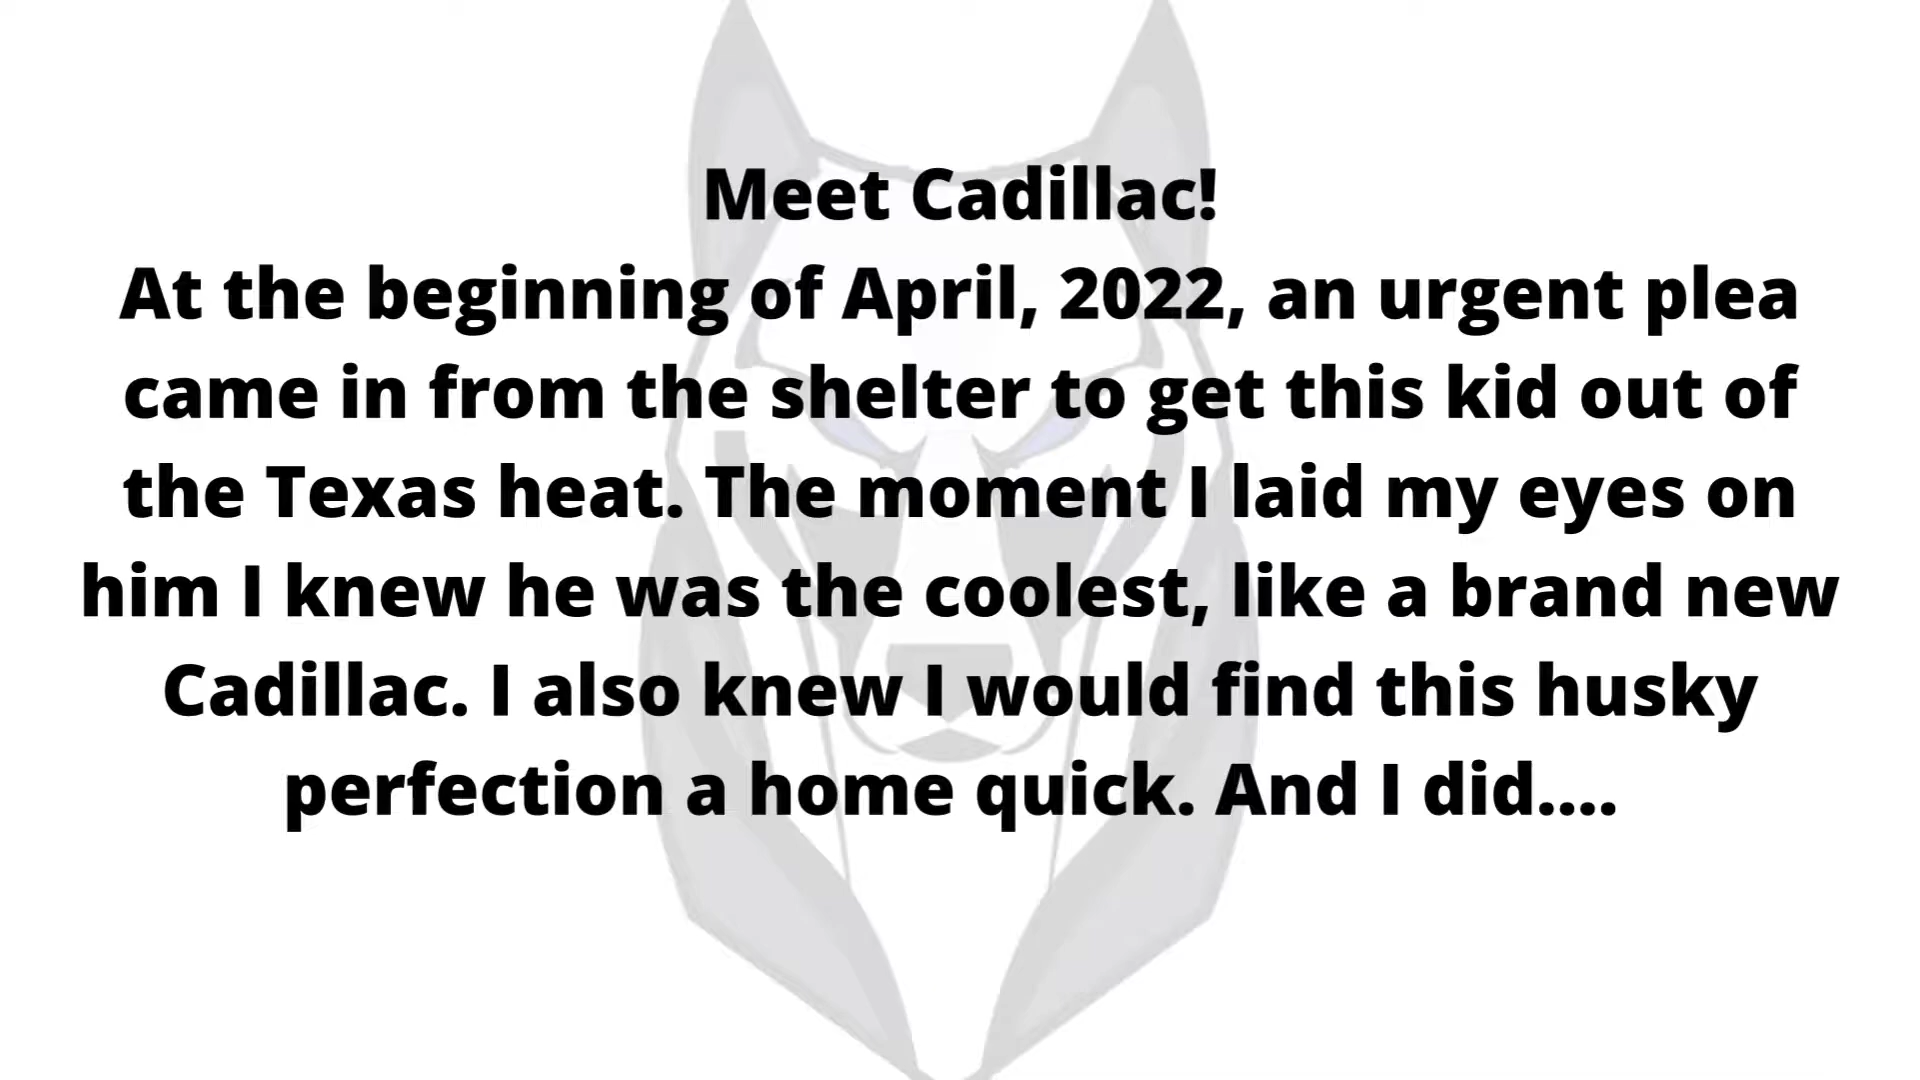 Meet Cadillac!
At the beginning of April, 2022, an urgent plea
came in from the shelter to get this kid out of
the Texas heat. The moment I laid my eyes on
him I knew he was the coolest, like a brand new
Cadillac. I also knew I would find this husky
perfection a home quick. And I did....